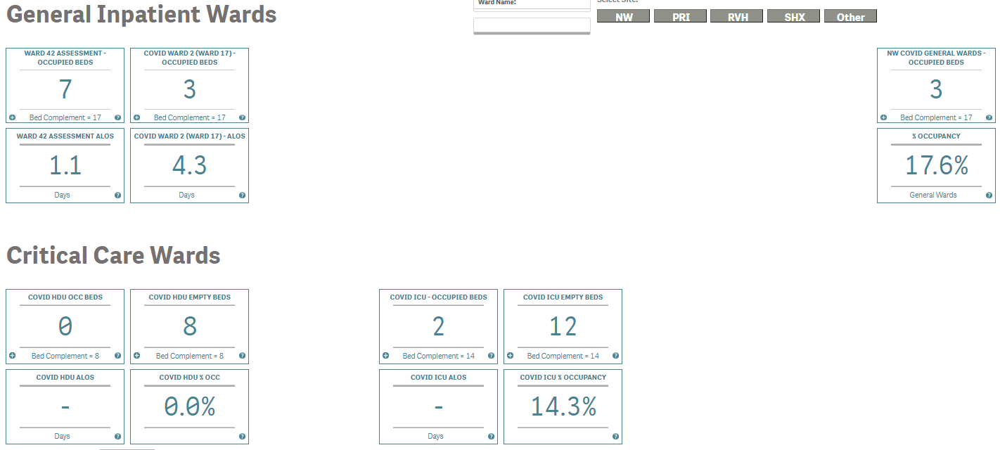 General Inpatient Wards
Ward Name:
Select Site:
NW
PRI
RVH
SHX
Other
WARD 42 ASSESSMENT -
OCCUPIED BEDS
7
Bed Complement = 17
COVID WARD 2 (WARD 17) -
OCCUPIED BEDS
3
Bed Complement = 17
NW COVID GENERAL WARDS -
OCCUPIED BEDS
3
Bed Complement = 17
WARD 42 ASSESSMENT ALOS
1.1
Days
COVID WARD 2 (WARD 17) - ALOS
4.3
Days
% OCCUPANCY
17.6%
General Wards
Critical Care Wards
COVID HDU OCC BEDS
0
Bed Complement = 8
COVID HDU EMPTY BEDS
8
Bed Complement = 8
COVID ICU - OCCUPIED BEDS
2
Bed Complement = 14
COVID ICU EMPTY BEDS
12
Bed Complement = 14
COVID HDU ALOS
-
Days
COVID HDU % OCC
0.0%
COVID ICU ALOS
-
Days
COVID ICU % OCCUPANCY
14.3%